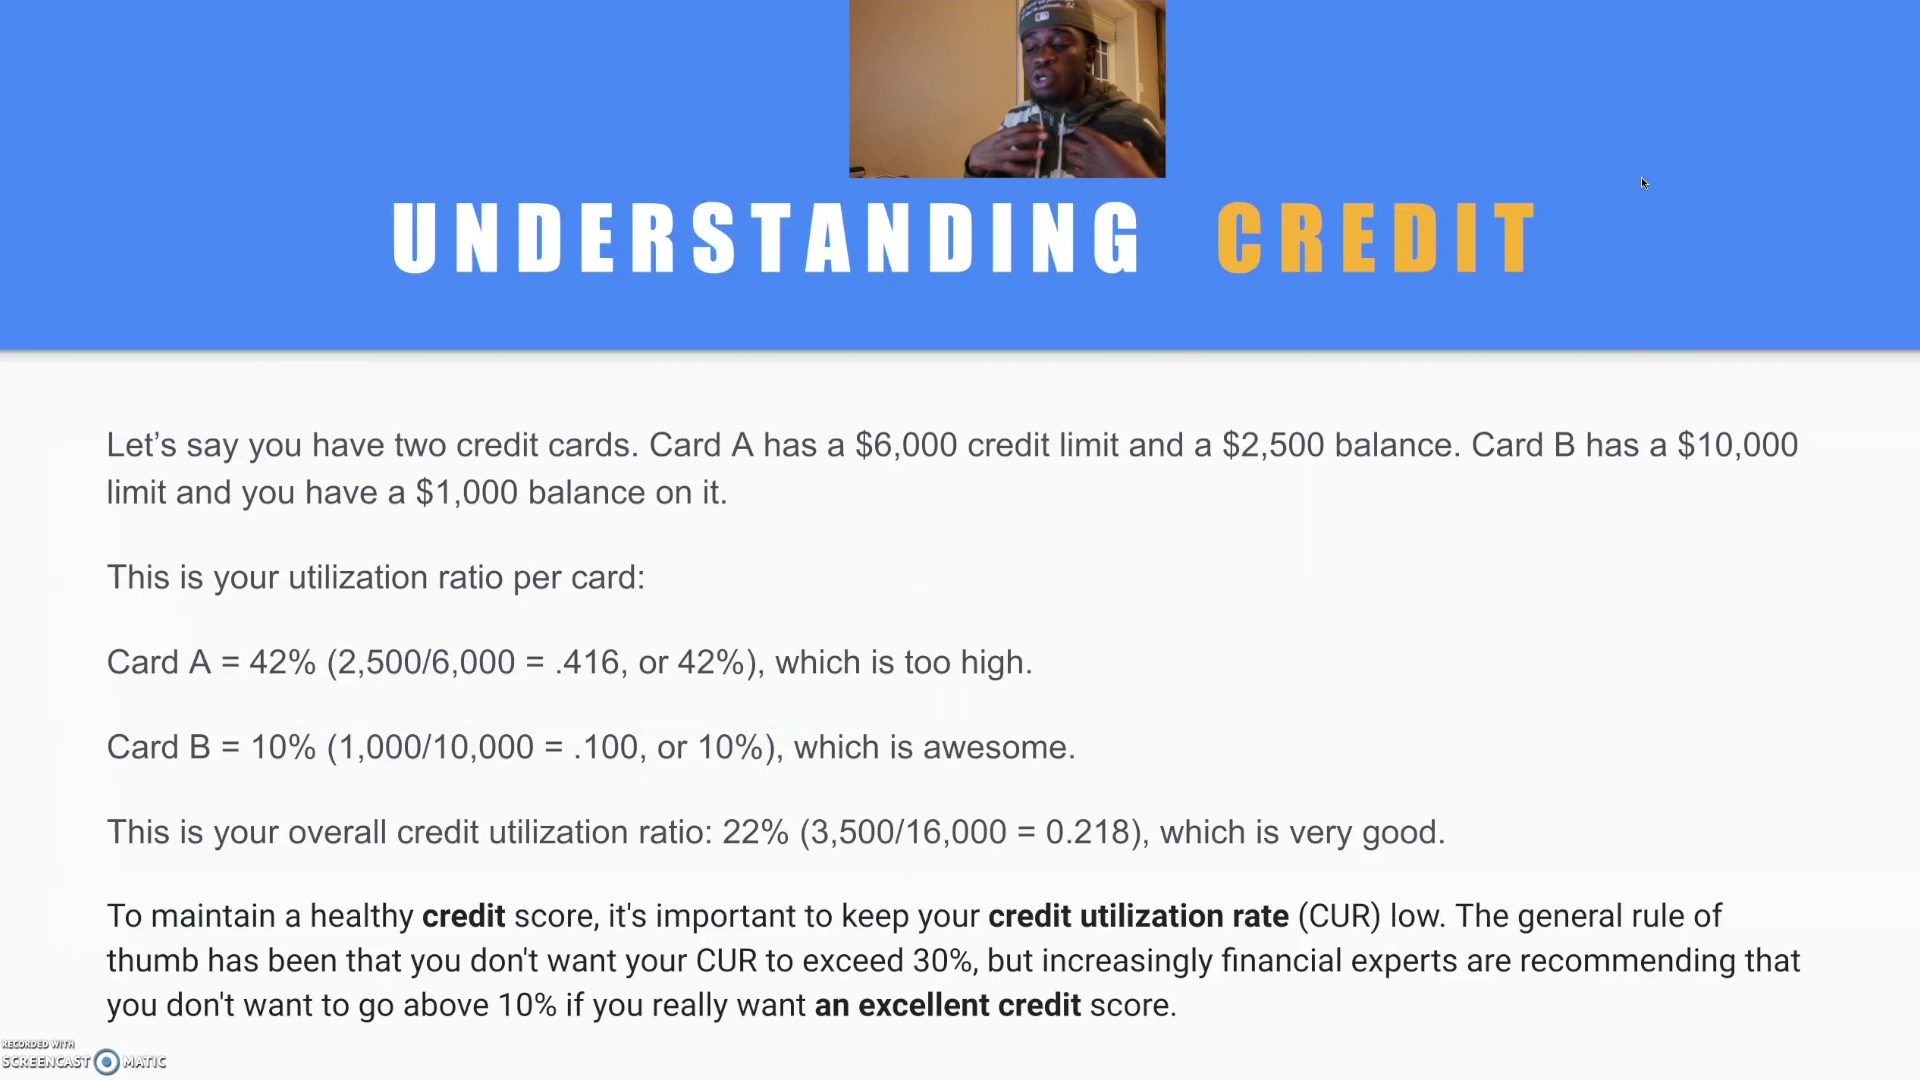 UNDERSTANDING CREDIT
Let’s say you have two credit cards. Card A has a $6,000 credit limit and a $2,500 balance. Card B has a $10,000
limit and you have a $1,000 balance on it.
This is your utilization ratio per card:
Card A = 42% (2,500/6,000 = .416, or 42%), which is too high.
Card B = 10% (1,000/10,000 = .100, or 10%), which is awesome.
This is your overall credit utilization ratio: 22% (3,500/16,000 = 0.218), which is very good.
To maintain a healthy credit score, it's important to keep your credit utilization rate (CUR) low. The general rule of
thumb has been that you don't want your CUR to exceed 30%, but increasingly financial experts are recommending that
you don't want to go above 10% if you really want an excellent credit score.
RECORDED WITH
SCREENCAST MATIC